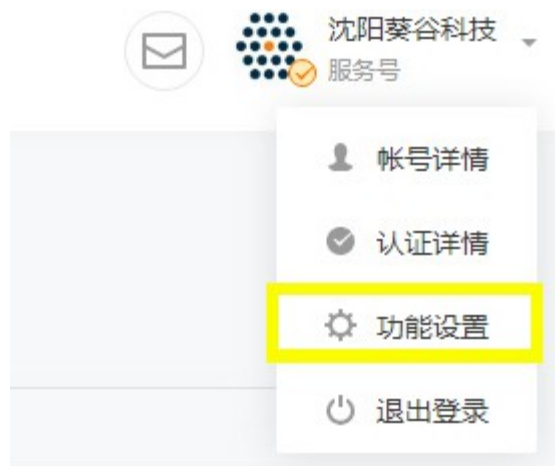 沈阳葵谷科技
服务号
帐号详情
认证详情
功能设置
退出登录